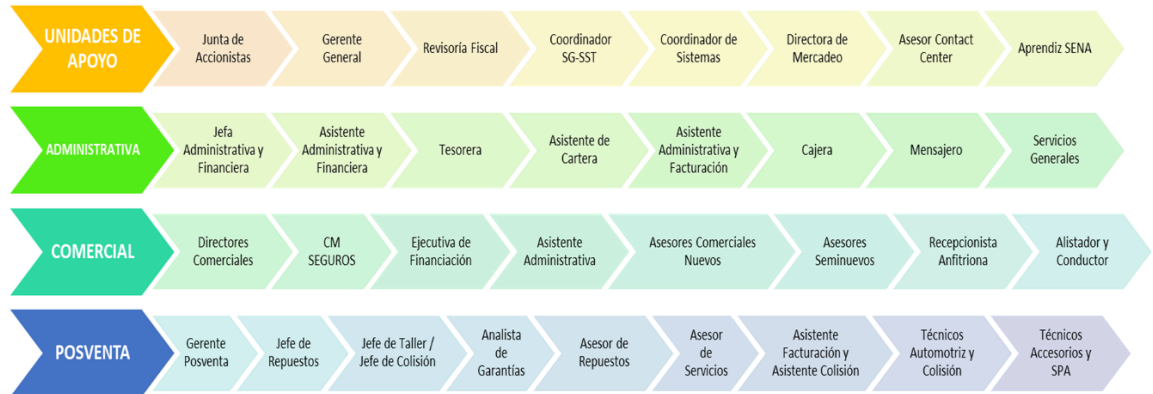 UNIDADES DE
APOYO
Junta de
Accionistas
Gerente
General
Revisoría Fiscal
Coordinador
SG-SST
Coordinador de
Sistemas
Directora de
Mercadeo
Asesor Contact
Center
Aprendiz SENA
ADMINISTRATIVA
Jefa
Administrativa y
Financiera
Asistente
Administrativa y
Financiera
Tesorera
Asistente de
Cartera
Asistente
Administrativa y
Facturación
Cajera
Mensajero
Servicios
Generales
COMERCIAL
Directores
Comerciales
CM
SEGUROS
Ejecutiva de
Financiación
Asistente
Administrativa
Asesores Comerciales
Nuevos
Asesores
Seminuevos
Recepcionista
Anfitriona
Alistador y
Conductor
POSVENTA
Gerente
Posventa
Jefe de
Repuestos
Jefe de Taller /
Jefe de Colisión
Analista
de
Garantías
Asesor de
Repuestos
Asesor
de
Servicios
Asistente
Facturación y
Asistente Colisión
Técnicos
Automotriz y
Colisión
Técnicos
Accesorios y
SPA